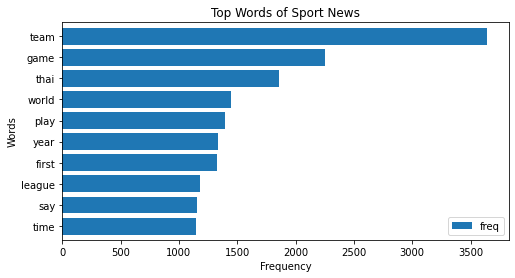 Top Words of Sport News
Words
team
game
thai
world
play
year
first
league
say
time
freq
0 500 1000 1500 2000 2500 3000 3500
Frequency